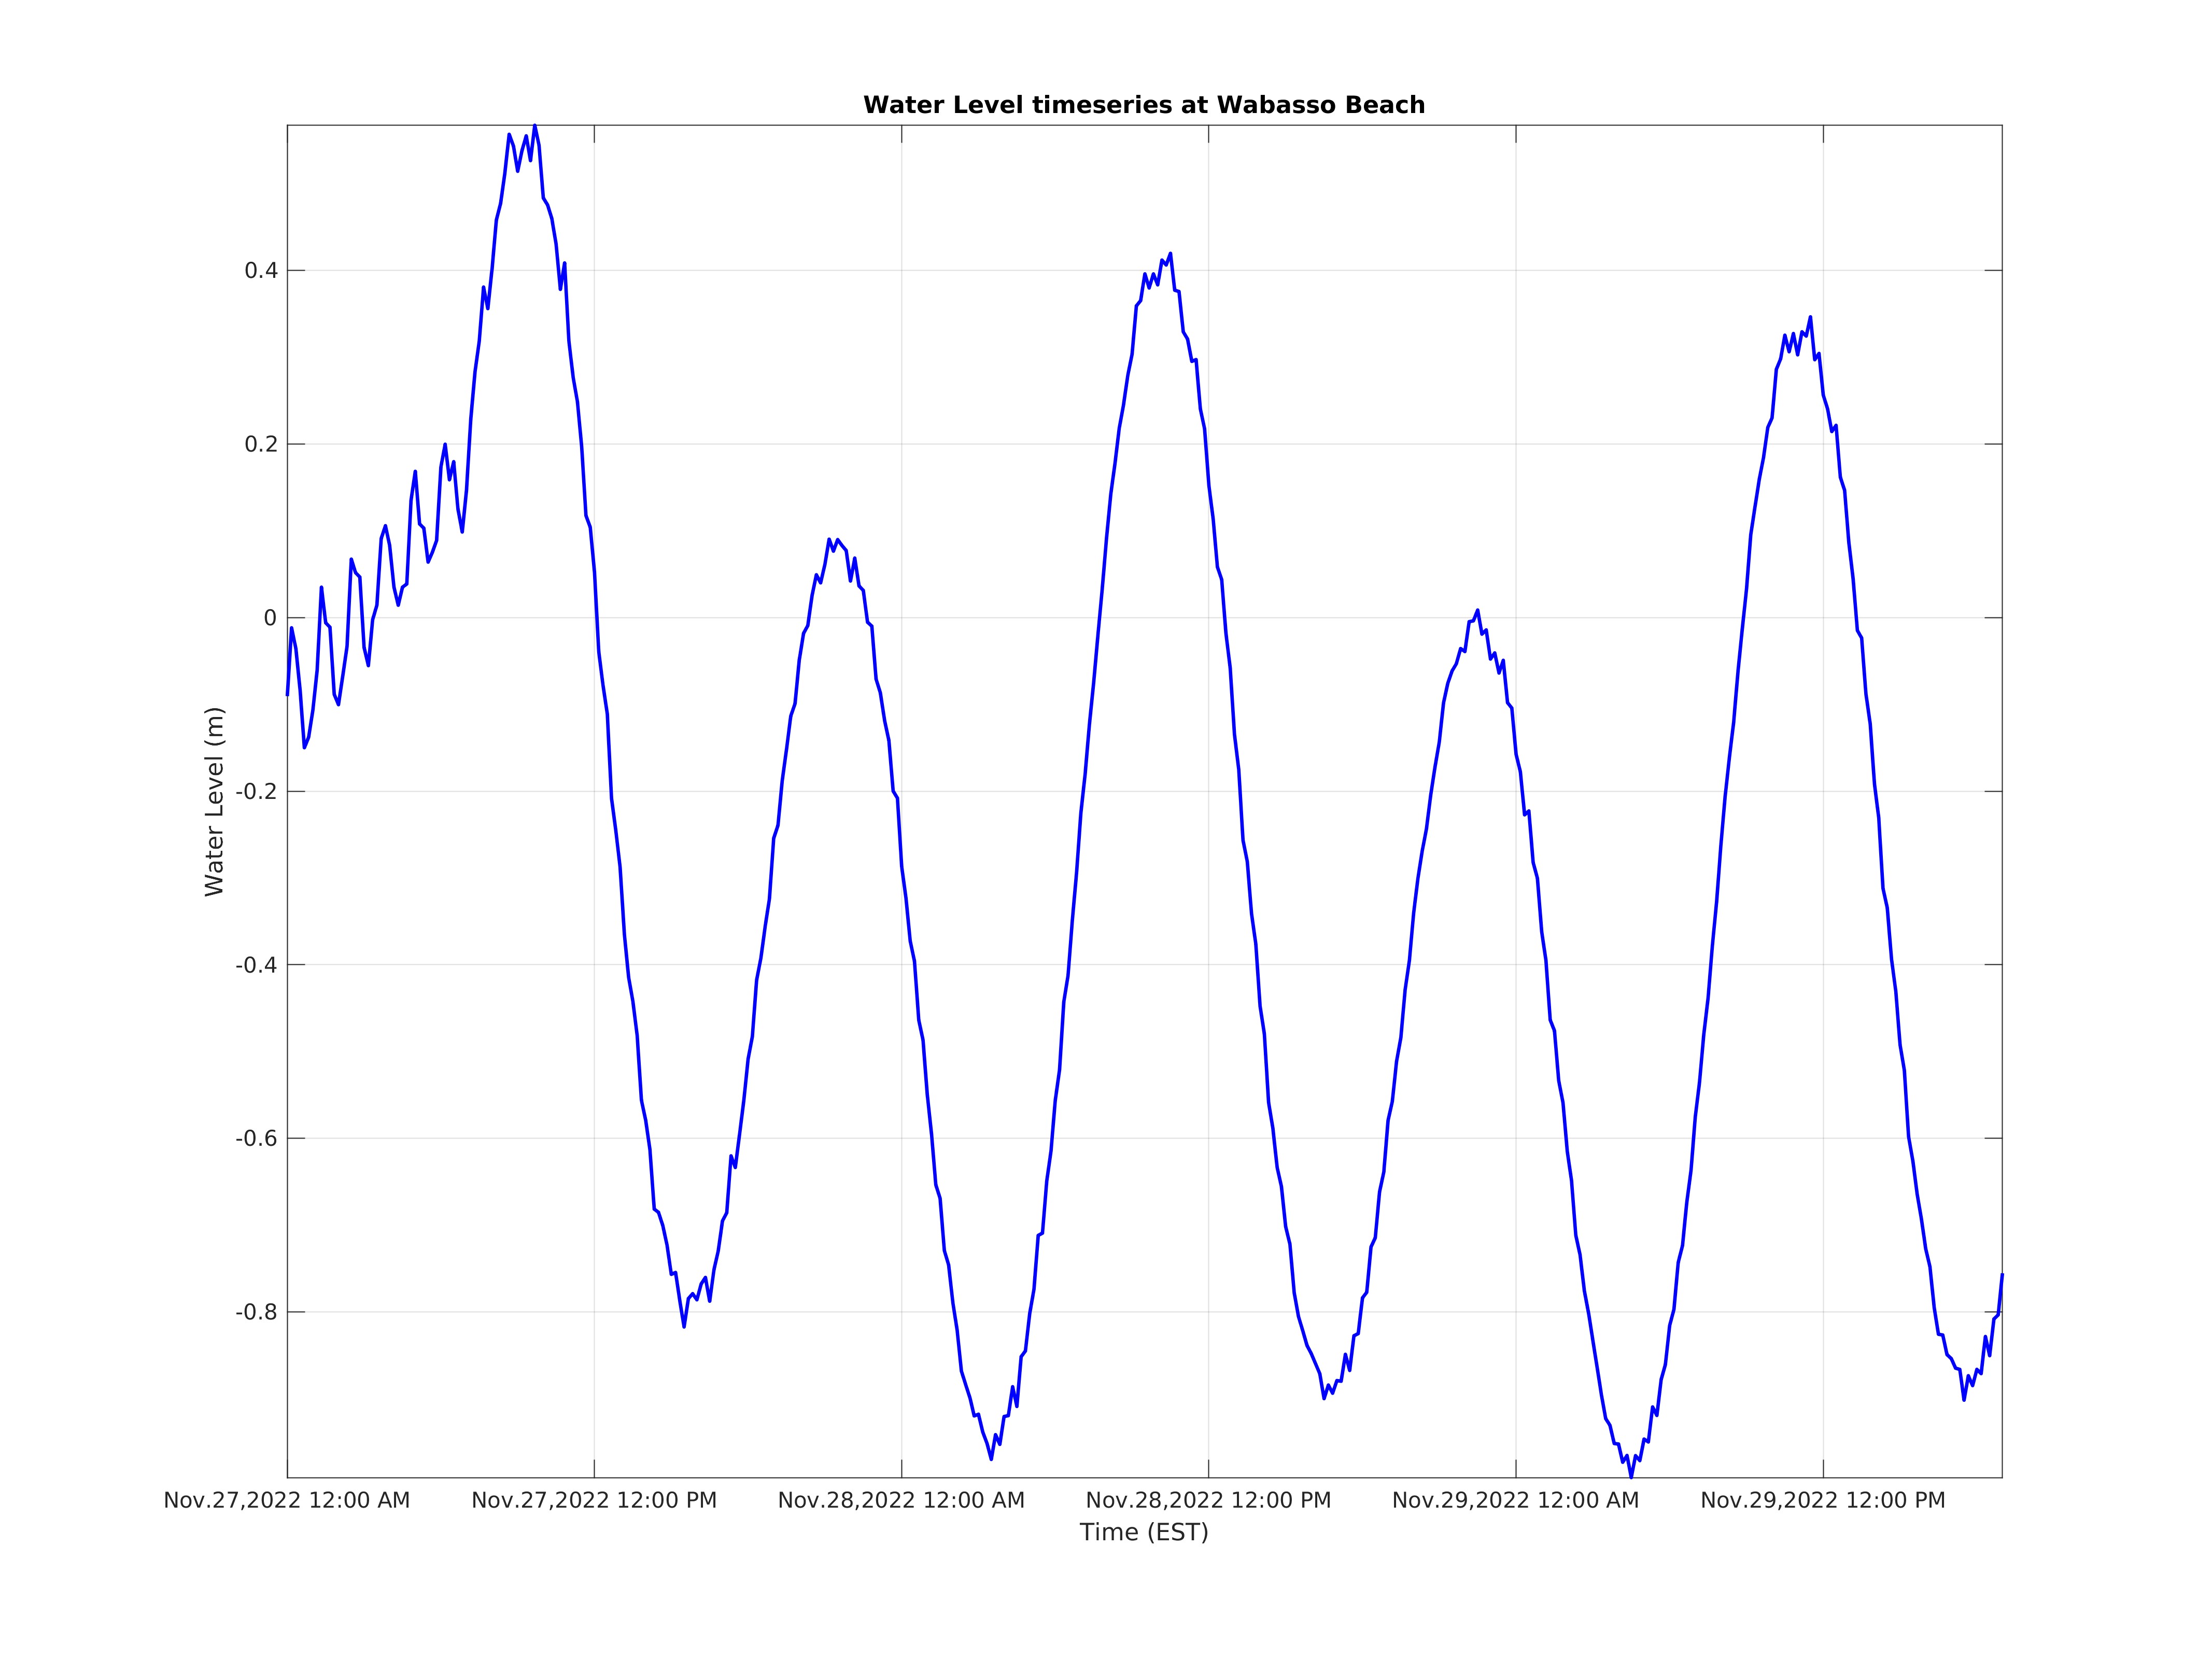 Water Level timeseries at Wabasso Beach
0.4
0.2
0
-0.2
-0.4
-0.6
-0.8
Water Level (m)
Nov.27,2022 12:00 AM
Nov.27,2022 12:00 PM
Nov.28,2022 12:00 AM
Nov.28,2022 12:00 PM
Nov.29,2022 12:00 AM
Nov.29,2022 12:00 PM
Time (EST)